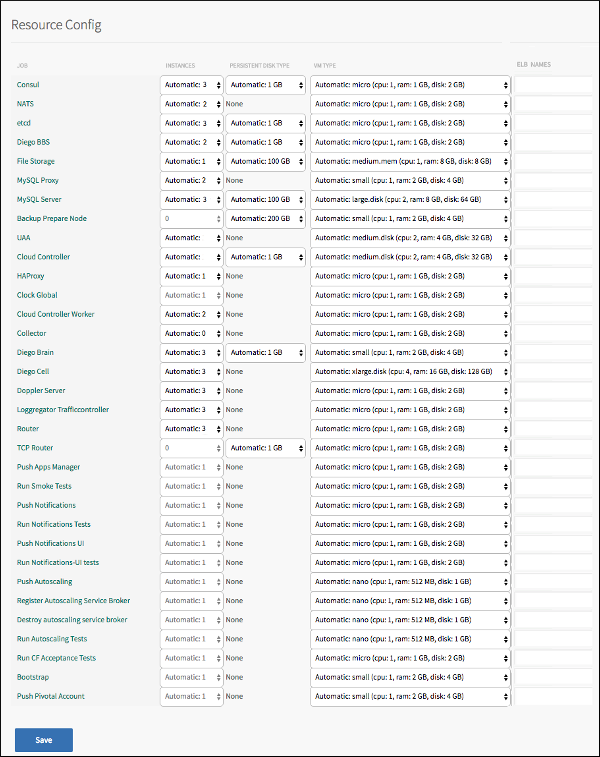 Resource Config
JOB INSTANCES PERSISTENT DISK TYPE VM TYPE ELB NAMES
Consul Automatic: 3 Automatic: 1 GB Automatic: micro (cpu: 1, ram: 1 GB, disk: 2 GB)
NATS Automatic: 2 None Automatic: micro (cpu: 1, ram: 1 GB, disk: 2 GB)
etcd Automatic: 3 Automatic: 1 GB Automatic: micro (cpu: 1, ram: 1 GB, disk: 2 GB)
Diego BBS Automatic: 2 Automatic: 1 GB Automatic: micro (cpu: 1, ram: 1 GB, disk: 2 GB)
File Storage Automatic: 1 Automatic: 100 GB Automatic: medium.mem (cpu: 1, ram: 8 GB, disk: 8 GB)
MySQL Proxy Automatic: 2 None Automatic: small (cpu: 1, ram: 2 GB, disk: 4 GB)
MySQL Server Automatic: 3 Automatic: 100 GB Automatic: large.disk (cpu: 2, ram: 8 GB, disk: 64 GB)
Backup Prepare Node 0 Automatic: 200 GB Automatic: small (cpu: 1, ram: 2 GB, disk: 4 GB)
UAA Automatic: None Automatic: medium.disk (cpu: 2, ram: 4 GB, disk: 32 GB)
Cloud Controller Automatic: Automatic: 1 GB Automatic: medium.disk (cpu: 2, ram: 4 GB, disk: 32 GB)
HAProxy Automatic: 1 None Automatic: micro (cpu: 1, ram: 1 GB, disk: 2 GB)
Clock Global Automatic: 1 None Automatic: micro (cpu: 1, ram: 1 GB, disk: 2 GB)
Cloud Controller Worker Automatic: 2 None Automatic: micro (cpu: 1, ram: 1 GB, disk: 2 GB)
Collector Automatic: 0 None Automatic: micro (cpu: 1, ram: 1 GB, disk: 2 GB)
Diego Brain Automatic: 3 Automatic: 1 GB Automatic: small (cpu: 1, ram: 2 GB, disk: 4 GB)
Diego Cell Automatic: 3 None Automatic: xlarge.disk (cpu: 4, ram: 16 GB, disk: 128 GB)
Doppler Server Automatic: 3 None Automatic: micro (cpu: 1, ram: 1 GB, disk: 2 GB)
Loggregator Trafficcontroller Automatic: 3 None Automatic: micro (cpu: 1, ram: 1 GB, disk: 2 GB)
Router Automatic: 3 None Automatic: micro (cpu: 1, ram: 1 GB, disk: 2 GB)
TCP Router 0 Automatic: 1 GB Automatic: micro (cpu: 1, ram: 1 GB, disk: 2 GB)
Push Apps Manager Automatic: 1 None Automatic: micro (cpu: 1, ram: 1 GB, disk: 2 GB)
Run Smoke Tests Automatic: 1 None Automatic: micro (cpu: 1, ram: 1 GB, disk: 2 GB)
Push Notifications Automatic: 1 None Automatic: micro (cpu: 1, ram: 1 GB, disk: 2 GB)
Run Notifications Tests Automatic: 1 None Automatic: micro (cpu: 1, ram: 1 GB, disk: 2 GB)
Push Notifications UI Automatic: 1 None Automatic: micro (cpu: 1, ram: 1 GB, disk: 2 GB)
Run Notifications-UI tests Automatic: 1 None Automatic: micro (cpu: 1, ram: 1 GB, disk: 2 GB)
Push Autoscaling Automatic: 1 None Automatic: nano (cpu: 1, ram: 512 MB, disk: 1 GB)
Register Autoscaling Service Broker Automatic: 1 None Automatic: nano (cpu: 1, ram: 512 MB, disk: 1 GB)
Destroy autoscaling service broker Automatic: 1 None Automatic: nano (cpu: 1, ram: 512 MB, disk: 1 GB)
Run Autoscaling Tests Automatic: 1 None Automatic: nano (cpu: 1, ram: 512 MB, disk: 1 GB)
Run CF Acceptance Tests Automatic: 1 None Automatic: micro (cpu: 1, ram: 1 GB, disk: 2 GB)
Bootstrap Automatic: 1 None Automatic: small (cpu: 1, ram: 2 GB, disk: 4 GB)
Push Pivotal Account Automatic: 1 None Automatic: small (cpu: 1, ram: 2 GB, disk: 4 GB)
Save